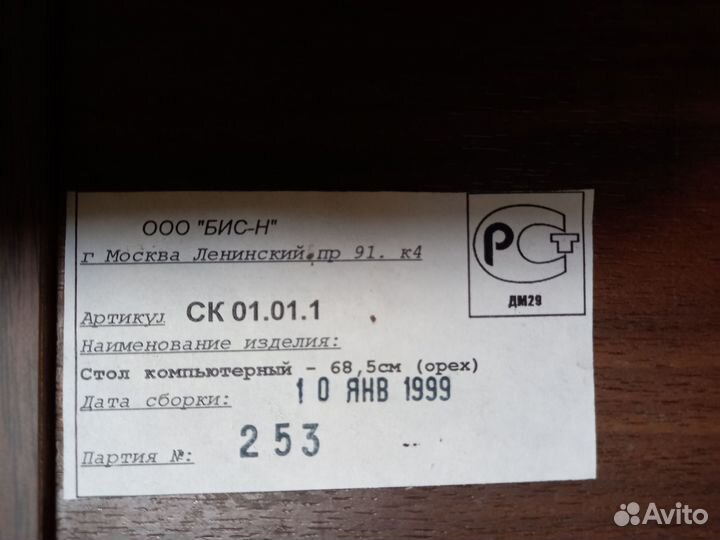 ООО "БИС-Н"
г Москва Ленинский пр 91. к4
РСТ
ДМ29
Артикул СК 01.01.1
Наименование изделия:
Стол компьютерный - 68,5см (орех)
Дата сборки: 10 ЯНВ 1999
Партия №: 253
Avito